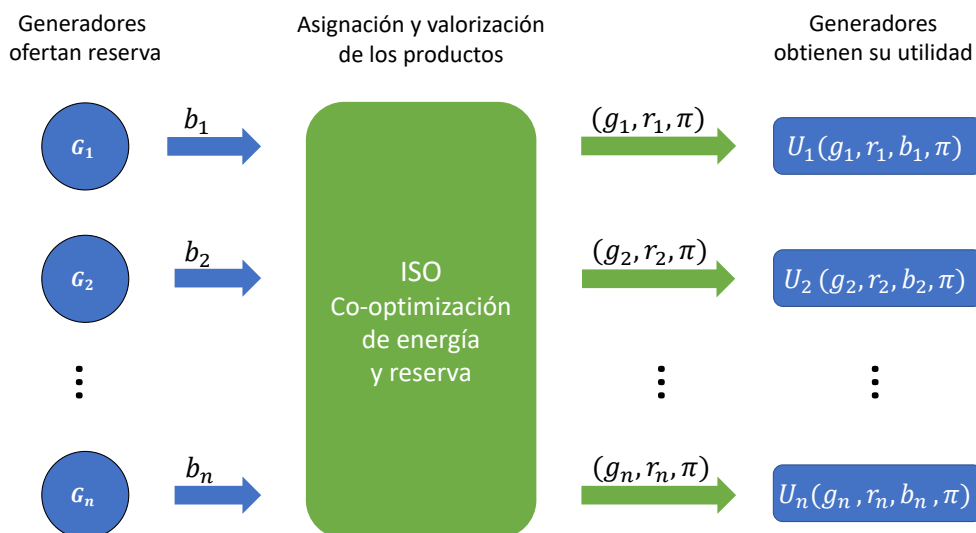 Generadores
ofertan reserva
Asignación y valorización
de los productos
Generadores
obtienen su utilidad
G₁
b₁
(g₁, r₁, π)
U₁(g₁, r₁, b₁, π)
G₂
b₂
(g₂, r₂, π)
U₂ (g₂, r₂, b₂, π)
ISO
Co-optimización
de energía
y reserva
Gₙ
bₙ
(gₙ, rₙ, π)
Uₙ(gₙ , rₙ, bₙ , π)